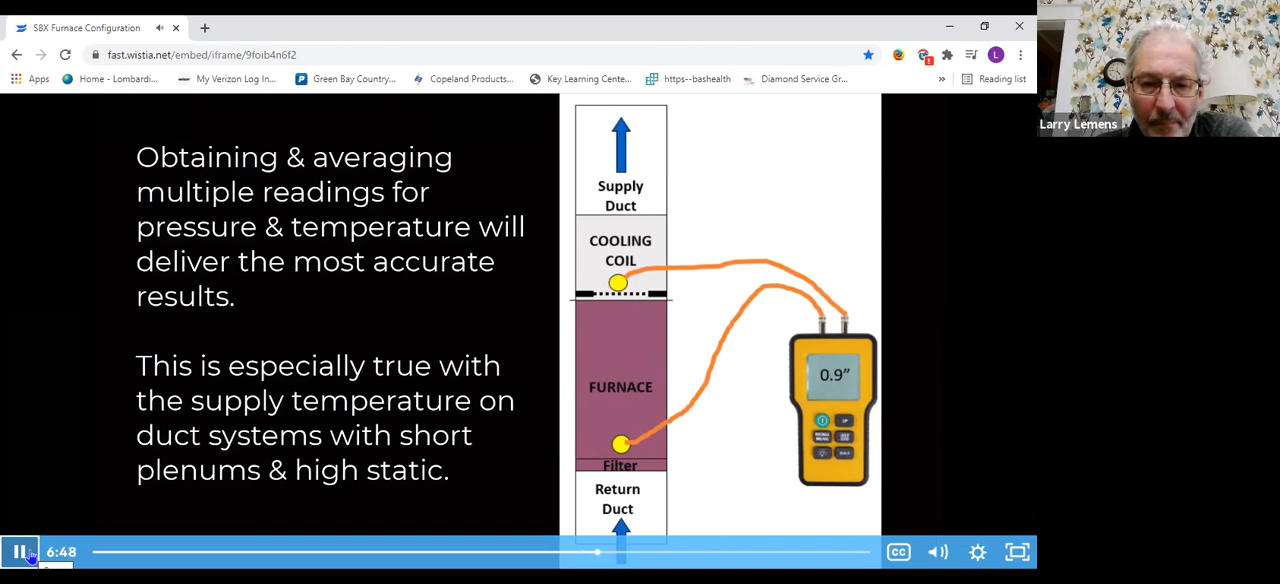 S8X Furnace Configuration
fast.wistia.net/embed/iframe/9foib4n6f2
Apps
Home - Lombardi...
My Verizon Log In...
Green Bay Country...
Copeland Products...
Key Learning Cente...
https--bashealth
Diamond Service Gr...
»
Reading list
L
Larry Lemens
Obtaining & averaging
multiple readings for
pressure & temperature will
deliver the most accurate
results.
This is especially true with
the supply temperature on
duct systems with short
plenums & high static.
Supply
Duct
COOLING
COIL
FURNACE
Filter
Return
Duct
0.9”
6:48
CC